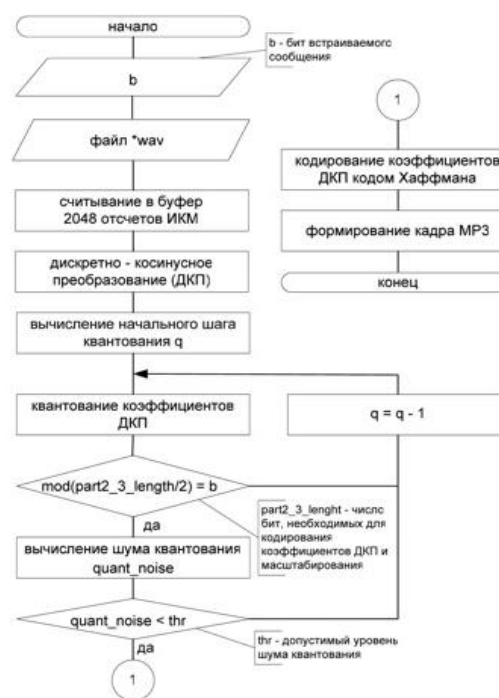 начало
b - бит встраиваемого
сообщения
b
файл *wav
считывание в буфер
2048 отсчетов ИКМ
дискретно - косинусное
преобразование (ДКП)
вычисление начального шага
квантования q
квантование коэффициентов
ДКП
q = q - 1
mod(part2_3_length/2) = b
part2_3_lenght - число
бит, необходимых для
кодирования
коэффициентов ДКП и
масштабирования
да
вычисление шума квантования
quant_noise
quant_noise < thr
thr - допустимый уровень
шума квантования
да
1
1
кодирование коэффициентов
ДКП кодом Хаффмана
формирование кадра MP3
конец